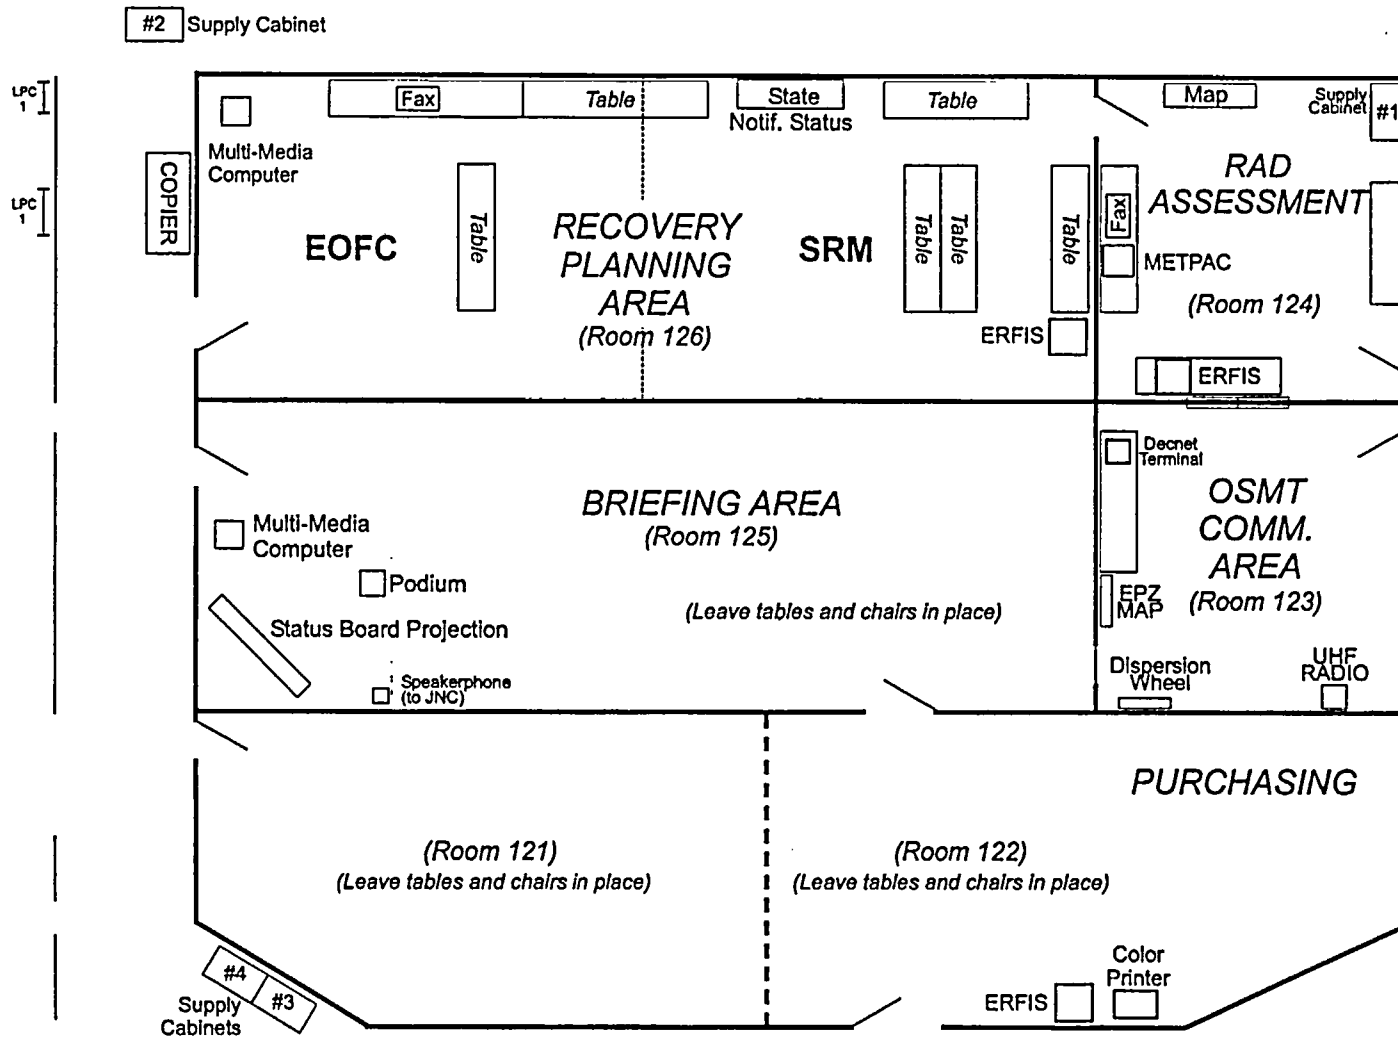 #2 Supply Cabinet
LPC
1
Fax
Table
State
Notif. Status
Table
Map
Supply
Cabinet
#1
Multi-Media
Computer
COPIER
LPC
1
EOFC
Table
RECOVERY
PLANNING
AREA
(Room 126)
SRM
Table
Table
Table
ERFIS
RAD
ASSESSMENT
Fax
METPAC
(Room 124)
ERFIS
Decnet
Terminal
BRIEFING AREA
(Room 125)
OSMT
COMM.
AREA
(Room 123)
Multi-Media
Computer
Podium
EPZ
MAP
(Leave tables and chairs in place)
Status Board Projection
Speakerphone
(to JNC)
Dispersion
Wheel
UHF
RADIO
PURCHASING
(Room 121)
(Leave tables and chairs in place)
(Room 122)
(Leave tables and chairs in place)
#4
#3
Supply
Cabinets
ERFIS
Color
Printer